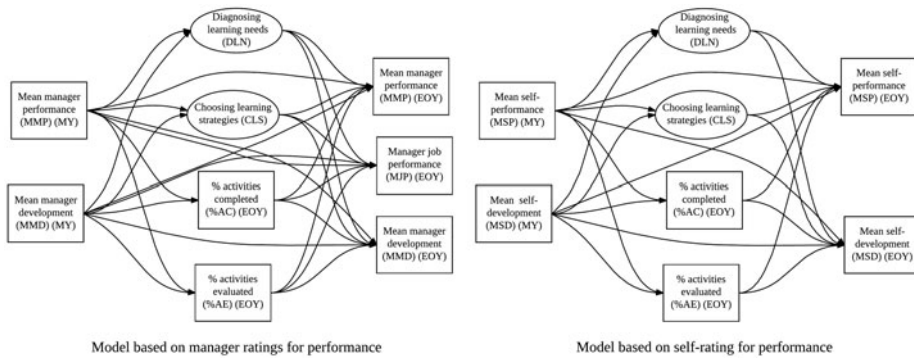 Diagnosing
learning needs
(DLN)
Mean manager
performance
(MMP) (MY)
Choosing learning
strategies (CLS)
Mean manager
performance
(MMP) (EOY)
Manager job
performance
(MJP) (EOY)
Mean manager
development
(MMD) (MY)
% activities
completed
(%AC) (EOY)
Mean manager
development
(MMD) (EOY)
% activities
evaluated
(%AE) (EOY)
Model based on manager ratings for performance
Diagnosing
learning needs
(DLN)
Mean self-
performance
(MSP) (MY)
Choosing learning
strategies (CLS)
Mean self-
performance
(MSP) (EOY)
Mean self-
development
(MSD) (MY)
% activities
completed
(%AC) (EOY)
Mean self-
development
(MSD) (EOY)
% activities
evaluated
(%AE) (EOY)
Model based on self-rating for performance